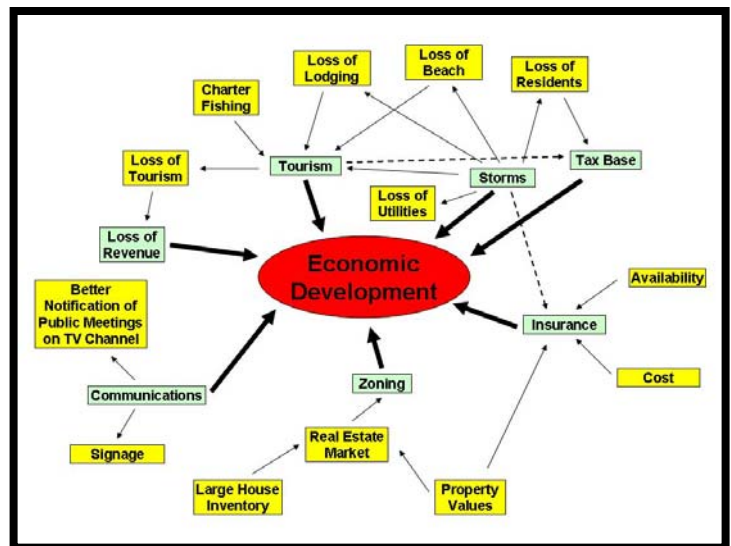 Loss of
Lodging
Loss of
Beach
Loss of
Residents
Charter
Fishing
Loss of
Tourism
Tourism
Storms
Tax Base
Loss of
Utilities
Loss of
Revenue
Economic
Development
Better
Notification of
Public Meetings
on TV Channel
Availability
Insurance
Communications
Zoning
Cost
Signage
Real Estate
Market
Large House
Inventory
Property
Values